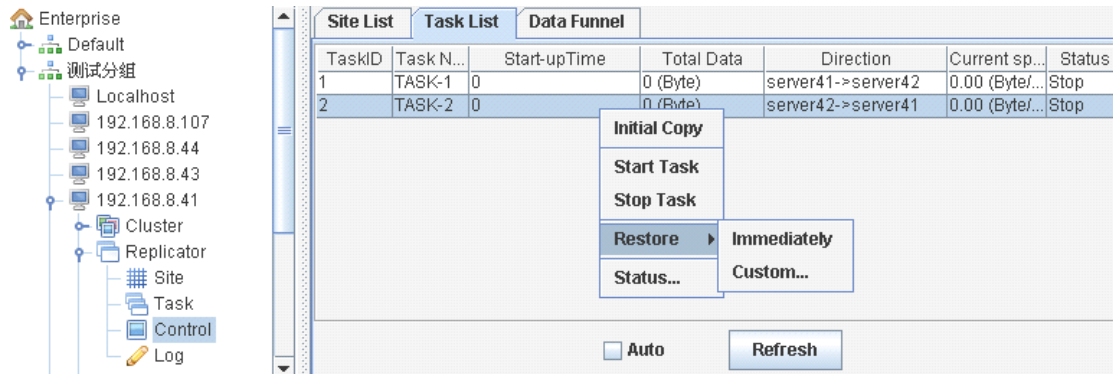 Enterprise
Default
测试分组
Localhost
192.168.8.107
192.168.8.44
192.168.8.43
192.168.8.41
Cluster
Replicator
Site
Task
Control
Log
Site List Task List Data Funnel
TaskID Task N... Start-upTime Total Data Direction Current sp... Status
1 TASK-1 0 0 (Byte) server41->server42 0.00 (Byte/... Stop
2 TASK-2 0 0 (Byte) server42->server41 0.00 (Byte/... Stop
Initial Copy
Start Task
Stop Task
Restore Immediately
Custom...
Status...
Auto Refresh